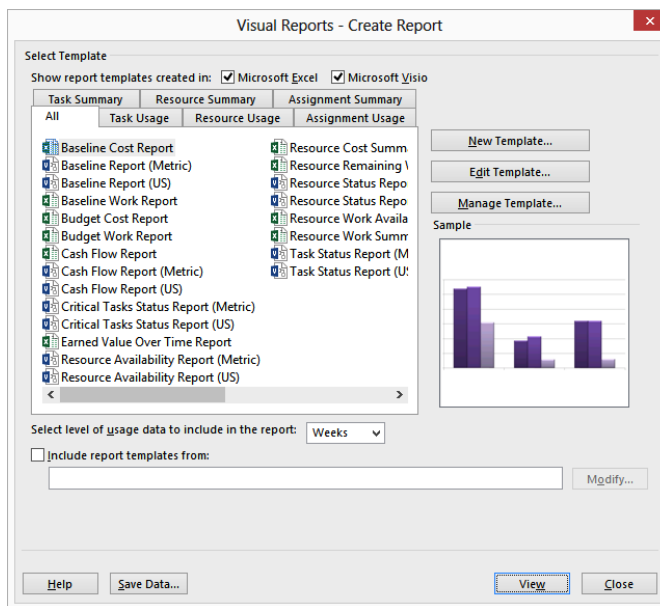 Visual Reports - Create Report
Select Template
Show report templates created in: Microsoft Excel Microsoft Visio
Task Summary Resource Summary Assignment Summary
All Task Usage Resource Usage Assignment Usage
Baseline Cost Report
Baseline Report (Metric)
Baseline Report (US)
Baseline Work Report
Budget Cost Report
Budget Work Report
Cash Flow Report
Cash Flow Report (Metric)
Cash Flow Report (US)
Critical Tasks Status Report (Metric)
Critical Tasks Status Report (US)
Earned Value Over Time Report
Resource Availability Report (Metric)
Resource Availability Report (US)
Resource Cost Summa
Resource Remaining
Resource Status Repo
Resource Status Repo
Resource Work Availa
Resource Work Summ
Task Status Report (M
Task Status Report (US
New Template...
Edit Template...
Manage Template...
Sample
Select level of usage data to include in the report: Weeks
Include report templates from:
Modify...
Help Save Data... View Close